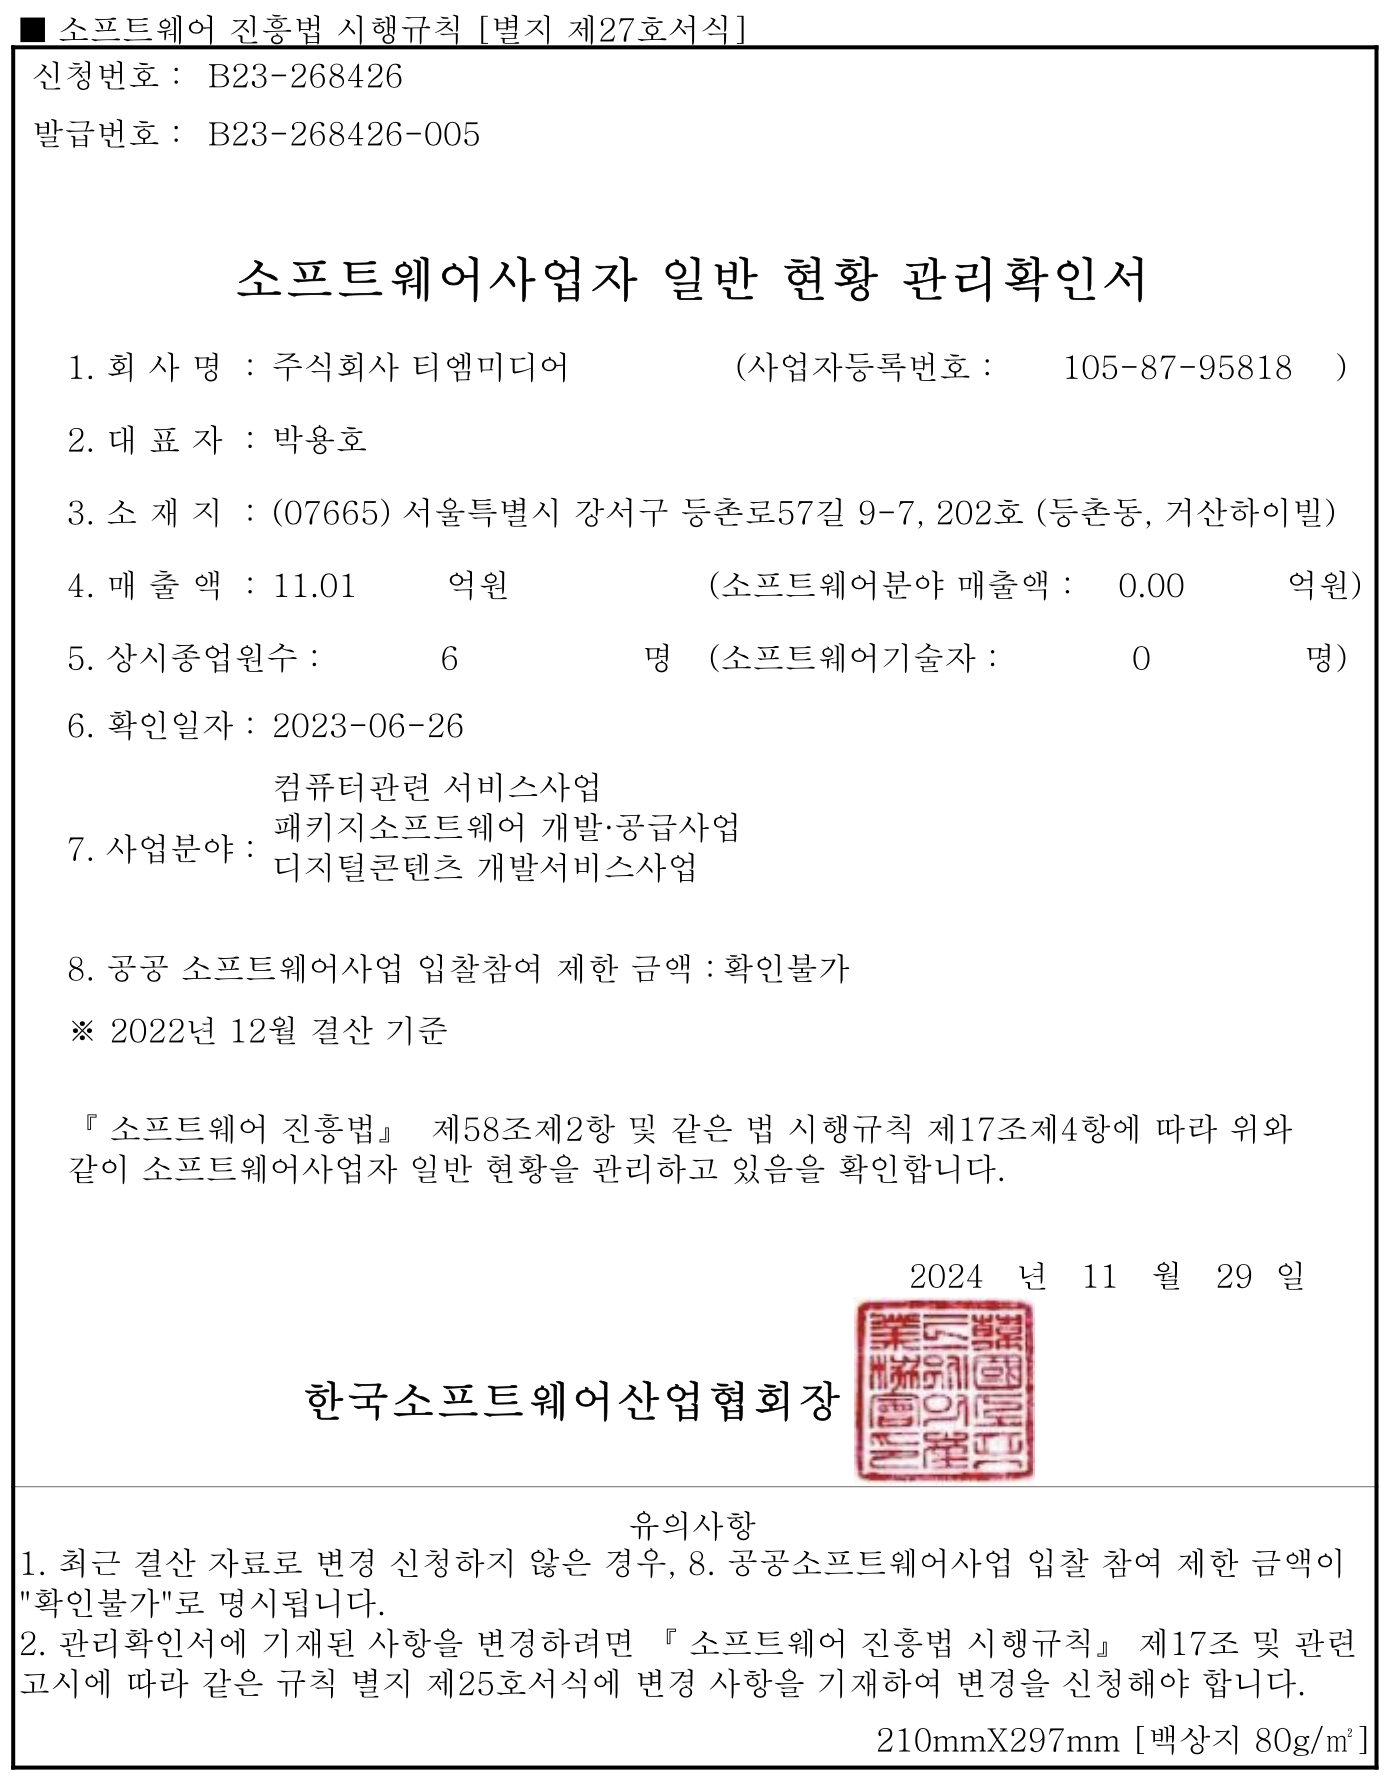 ■ 소프트웨어 진흥법 시행규칙 [별지 제27호서식]
신청번호 : B23-268426
발급번호 : B23-268426-005
소프트웨어사업자 일반 현황 관리확인서
1. 회 사 명 : 주식회사 티엠미디어 (사업자등록번호 : 105-87-95818 )
2. 대 표 자 : 박용호
3. 소 재 지 : (07665) 서울특별시 강서구 등촌로57길 9-7, 202호 (등촌동, 거산하이빌)
4. 매 출 액 : 11.01 억원 (소프트웨어분야 매출액 : 0.00 억원)
5. 상시종업원수 : 6 명 (소프트웨어기술자 : 0 명)
6. 확인일자 : 2023-06-26
7. 사업분야 : 컴퓨터관련 서비스사업
패키지소프트웨어 개발·공급사업
디지털콘텐츠 개발서비스사업
8. 공공 소프트웨어사업 입찰참여 제한 금액 : 확인불가
※ 2022년 12월 결산 기준
『 소프트웨어 진흥법』 제58조제2항 및 같은 법 시행규칙 제17조제4항에 따라 위와
같이 소프트웨어사업자 일반 현황을 관리하고 있음을 확인합니다.
2024 년 11 월 29 일
한국소프트웨어산업협회장
유의사항
1. 최근 결산 자료로 변경 신청하지 않은 경우, 8. 공공소프트웨어사업 입찰 참여 제한 금액이
"확인불가"로 명시됩니다.
2. 관리확인서에 기재된 사항을 변경하려면 『 소프트웨어 진흥법 시행규칙』 제17조 및 관련
고시에 따라 같은 규칙 별지 제25호서식에 변경 사항을 기재하여 변경을 신청해야 합니다.
210mmX297mm [백상지 80g/㎡]